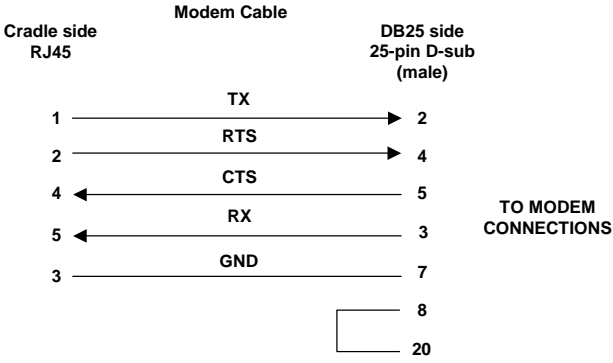 Modem Cable
Cradle side
RJ45
DB25 side
25-pin D-sub
(male)
TX
1
2
RTS
2
4
CTS
4
5
RX
5
3
GND
3
7
8
20
TO MODEM
CONNECTIONS